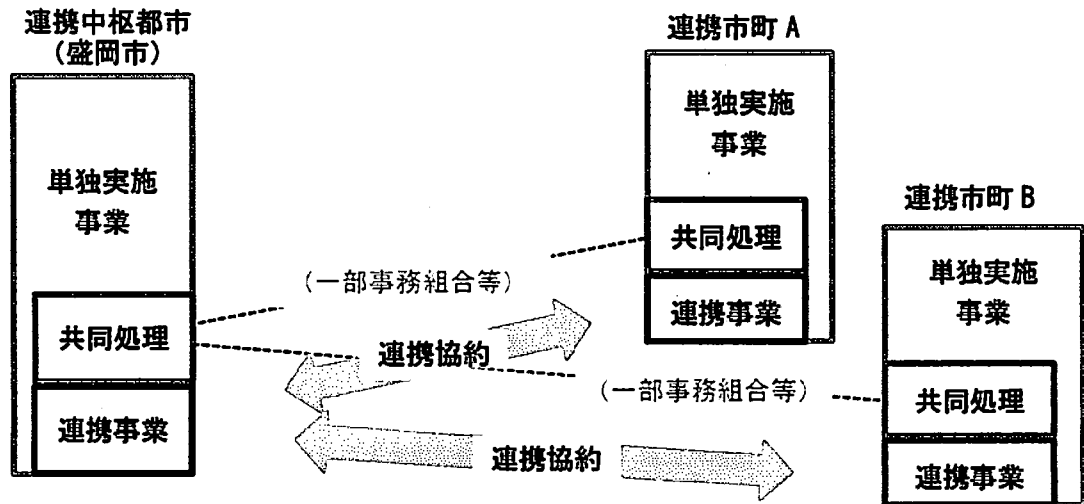 連携中枢都市
(盛岡市)
単独実施
事業
共同処理
連携事業
連携市町 A
単独実施
事業
共同処理
連携事業
連携市町 B
単独実施
事業
共同処理
連携事業
(一部事務組合等)
連携協約
(一部事務組合等)
連携協約